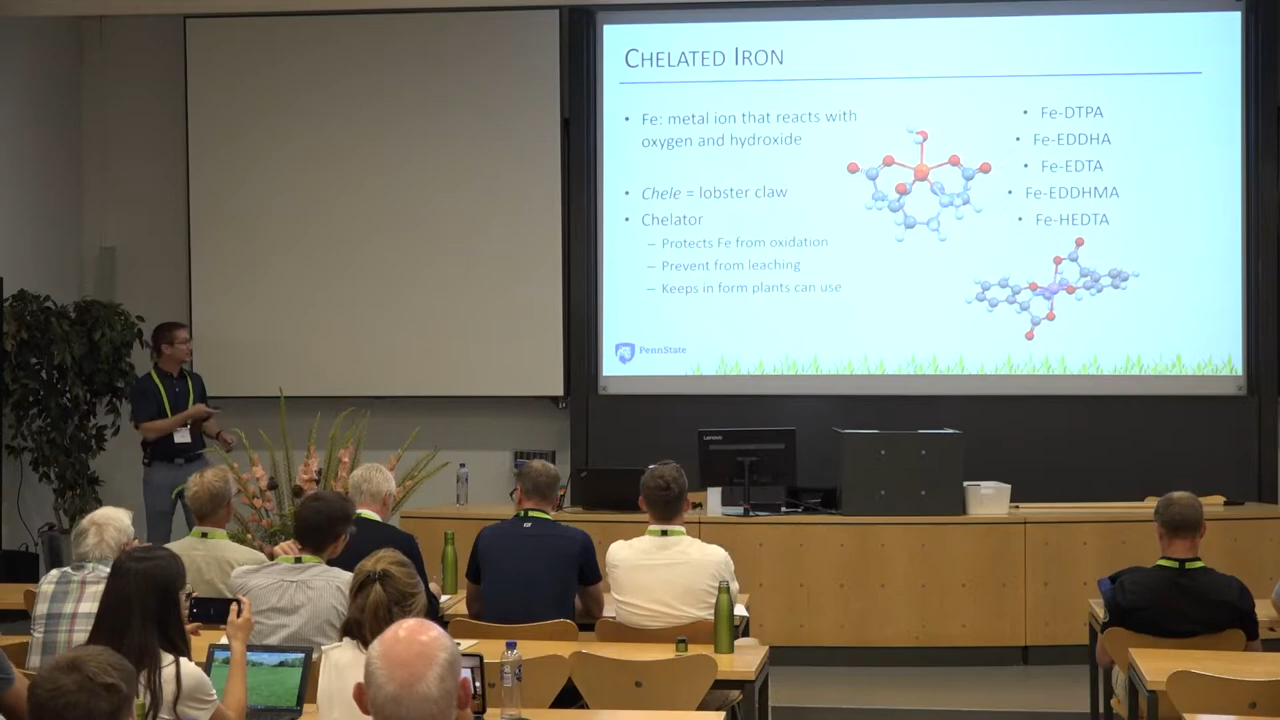 CHELATED IRON
• Fe: metal ion that reacts with
oxygen and hydroxide
• Chele = lobster claw
• Chelator
– Protects Fe from oxidation
– Prevent from leaching
– Keeps in form plants can use
• Fe-DTPA
• Fe-EDDHA
• Fe-EDTA
• Fe-EDDHMA
• Fe-HEDTA
PennState
Lenovo